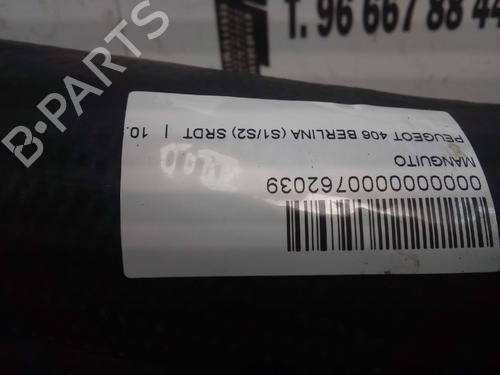 T. 96 667 88 44
B-PARTS
0000000000762039
MANGUITO
PEUGEOT 406 BERLINA (S1/S2) SRDT | 10.